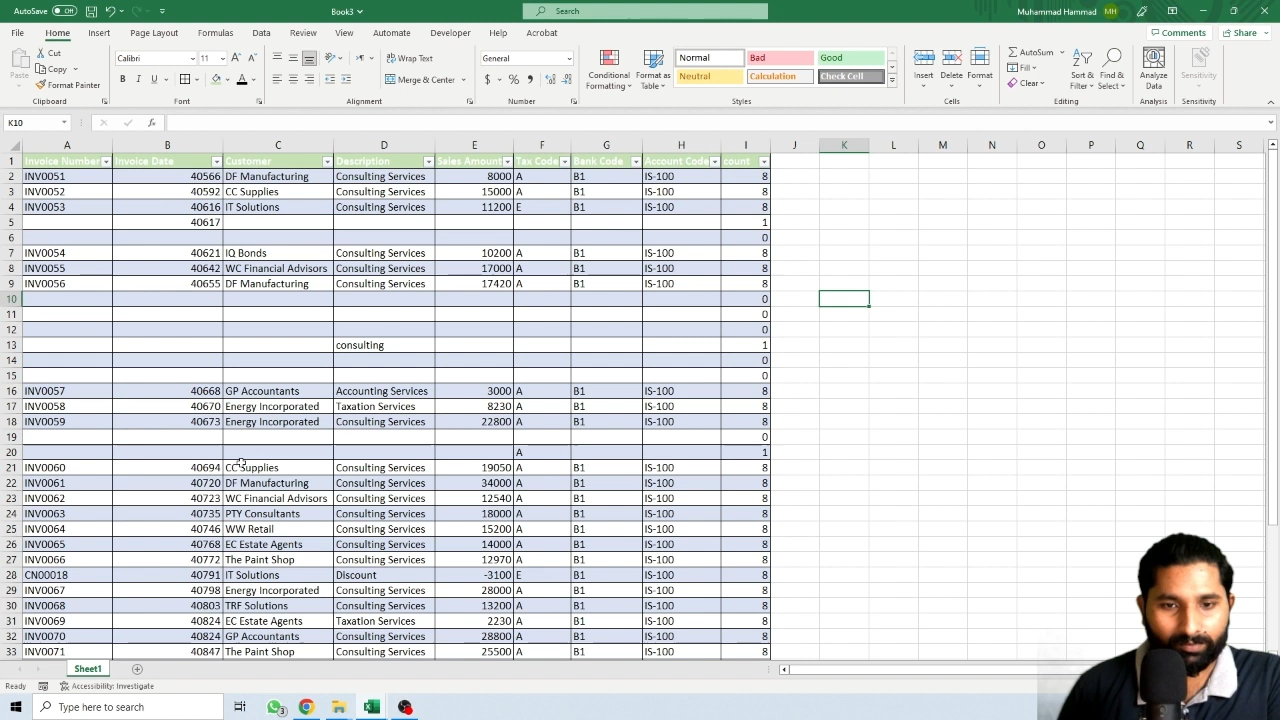 AutoSave Off Book3 Search Muhammad Hammad MH
File Home Insert Page Layout Formulas Data Review View Automate Developer Help Acrobat Comments Share
Paste Cut Copy Format Painter Calibri 11 B I U Wrap Text Merge & Center General $ % Conditional Formatting Format as Table Normal Bad Good Neutral Calculation Check Cell Insert Delete Format AutoSum Fill Clear Sort & Filter Find & Select Analyze Data Sensitivity
Clipboard Font Alignment Number Styles Cells Editing Analysis Sensitivity
K10 fx
A B C D E F G H I J K L M N O P Q R S
1 Invoice Number Invoice Date Customer Description Sales Amount Tax Code Bank Code Account Code count
2 INV0051 40566 DF Manufacturing Consulting Services 8000 A B1 IS-100 8
3 INV0052 40592 CC Supplies Consulting Services 15000 A B1 IS-100 8
4 INV0053 40616 IT Solutions Consulting Services 11200 E B1 IS-100 8
5 40617 1
6 0
7 INV0054 40621 IQ Bonds Consulting Services 10200 A B1 IS-100 8
8 INV0055 40642 WC Financial Advisors Consulting Services 17000 A B1 IS-100 8
9 INV0056 40655 DF Manufacturing Consulting Services 17420 A B1 IS-100 8
10 0
11 0
12 0
13 consulting 1
14 0
15 0
16 INV0057 40668 GP Accountants Accounting Services 3000 A B1 IS-100 8
17 INV0058 40670 Energy Incorporated Taxation Services 8230 A B1 IS-100 8
18 INV0059 40673 Energy Incorporated Consulting Services 22800 A B1 IS-100 8
19 0
20 A 1
21 INV0060 40694 CC Supplies Consulting Services 19050 A B1 IS-100 8
22 INV0061 40720 DF Manufacturing Consulting Services 34000 A B1 IS-100 8
23 INV0062 40723 WC Financial Advisors Consulting Services 12540 A B1 IS-100 8
24 INV0063 40735 PTY Consultants Consulting Services 18000 A B1 IS-100 8
25 INV0064 40746 WW Retail Consulting Services 15200 A B1 IS-100 8
26 INV0065 40768 EC Estate Agents Consulting Services 14000 A B1 IS-100 8
27 INV0066 40772 The Paint Shop Consulting Services 12970 A B1 IS-100 8
28 CN00018 40791 IT Solutions Discount -3100 E B1 IS-100 8
29 INV0067 40798 Energy Incorporated Consulting Services 28000 A B1 IS-100 8
30 INV0068 40803 TRF Solutions Consulting Services 13200 A B1 IS-100 8
31 INV0069 40824 EC Estate Agents Taxation Services 2230 A B1 IS-100 8
32 INV0070 40824 GP Accountants Consulting Services 28800 A B1 IS-100 8
33 INV0071 40847 The Paint Shop Consulting Services 25500 A B1 IS-100 8
Sheet1
Ready Accessibility: Investigate
Type here to search 3